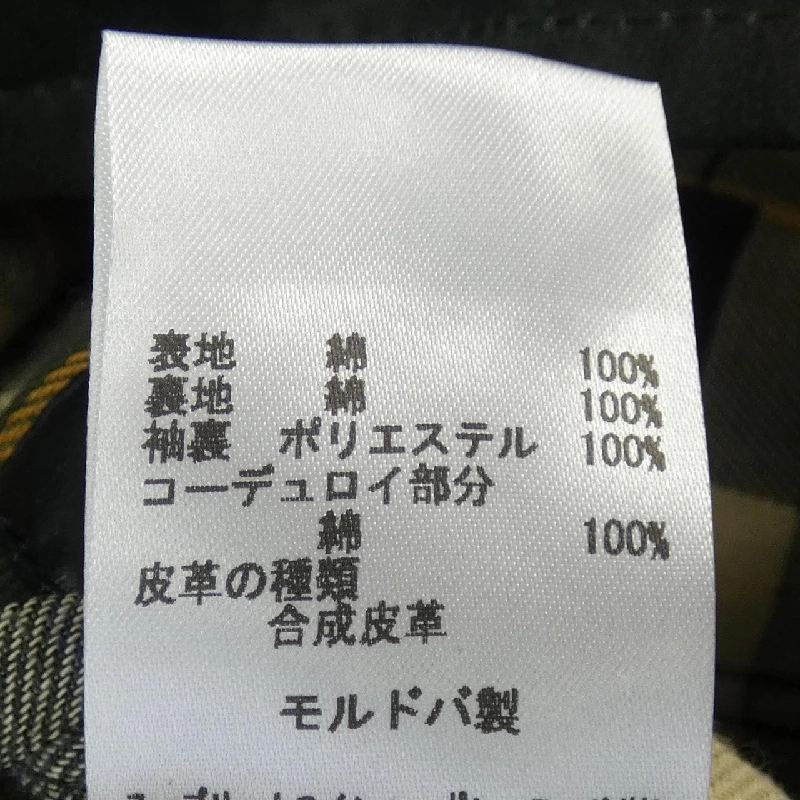 表地 綿 100%
裏地 綿 100%
袖裏 ポリエステル 100%
コーデュロイ部分
綿 100%
皮革の種類
合成皮革
モルドバ製